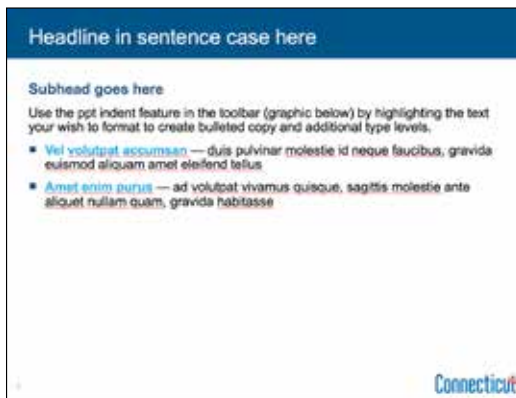 Headline in sentence case here
Subhead goes here
Use the ppt indent feature in the toolbar (graphic below) by highlighting the text
your wish to format to create bulleted copy and additional type levels.
▪ Vel volutpat accumsan — duis pulvinar molestie id neque faucibus, gravida
euismod aliquam amet eleifend tellus
▪ Amet enim purus — ad volutpat vivamus quisque, sagittis molestie ante
aliquet nullam quam, gravida habitasse
Connecticut